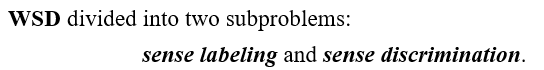 WSD divided into two subproblems:
sense labeling and sense discrimination.